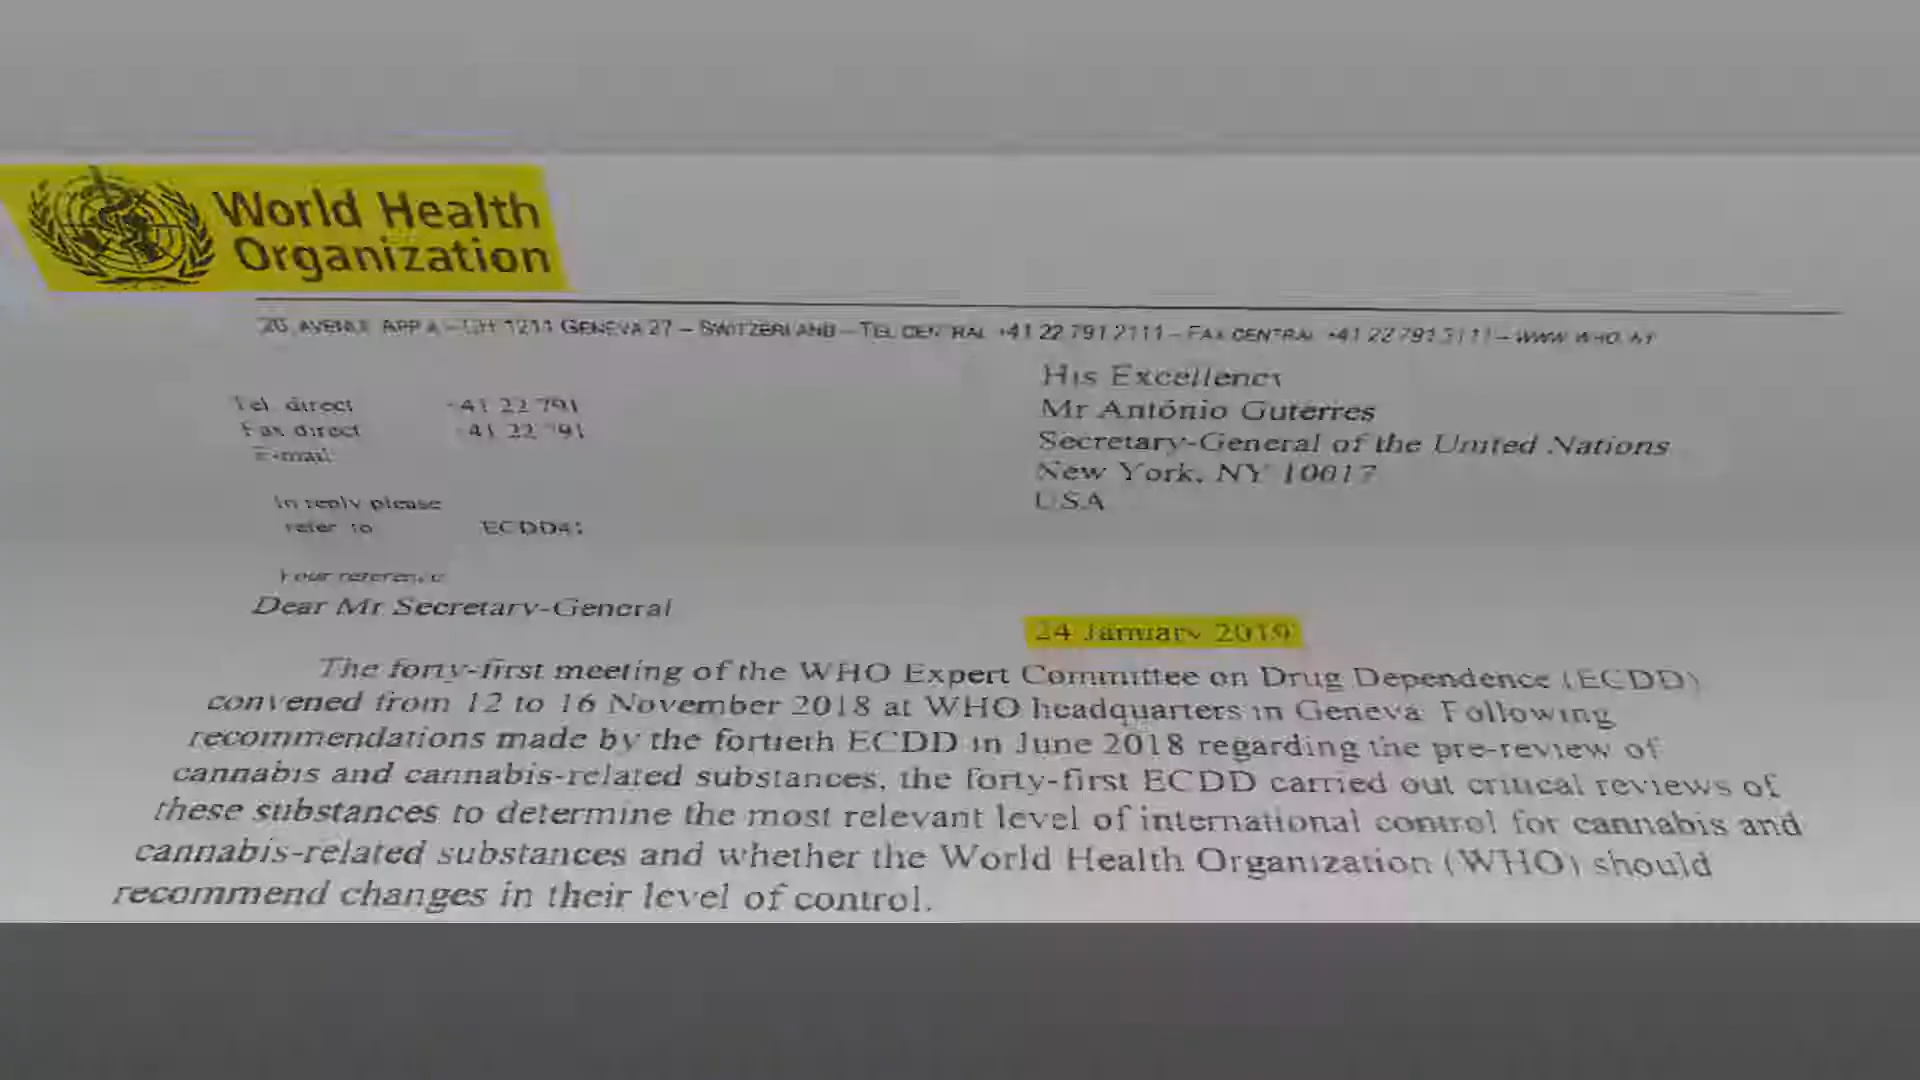 World Health
Organization
20, AVENUE APPIA – CH-1211 GENEVA 27 – SWITZERLAND – TEL CENTRAL +41 22 791 2111 – FAX CENTRAL +41 22 791 3111 – WWW.WHO.INT
Tel. direct +41 22 791
Fax direct +41 22 791
E-mail
In reply please
refer to ECDD41
Your reference
His Excellency
Mr António Guterres
Secretary-General of the United Nations
New York, NY 10017
USA
Dear Mr Secretary-General
24 January 2019
The forty-first meeting of the WHO Expert Committee on Drug Dependence (ECDD)
convened from 12 to 16 November 2018 at WHO headquarters in Geneva. Following
recommendations made by the fortieth ECDD in June 2018 regarding the pre-review of
cannabis and cannabis-related substances, the forty-first ECDD carried out critical reviews of
these substances to determine the most relevant level of international control for cannabis and
cannabis-related substances and whether the World Health Organization (WHO) should
recommend changes in their level of control.